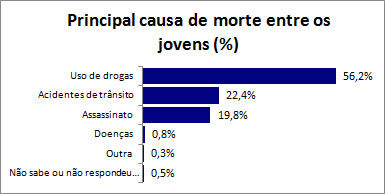 Principal causa de morte entre os
jovens (%)
Uso de drogas 56,2%
Acidentes de trânsito 22,4%
Assassinato 19,8%
Doenças 0,8%
Outra 0,3%
Não sabe ou não respondeu... 0,5%